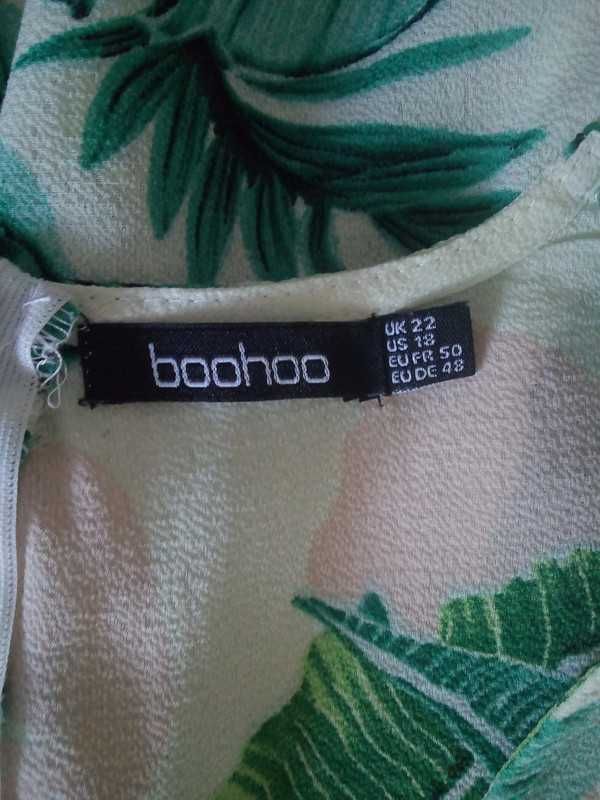 boohoo
UK 22
US 18
EU FR 50
EU DE 48